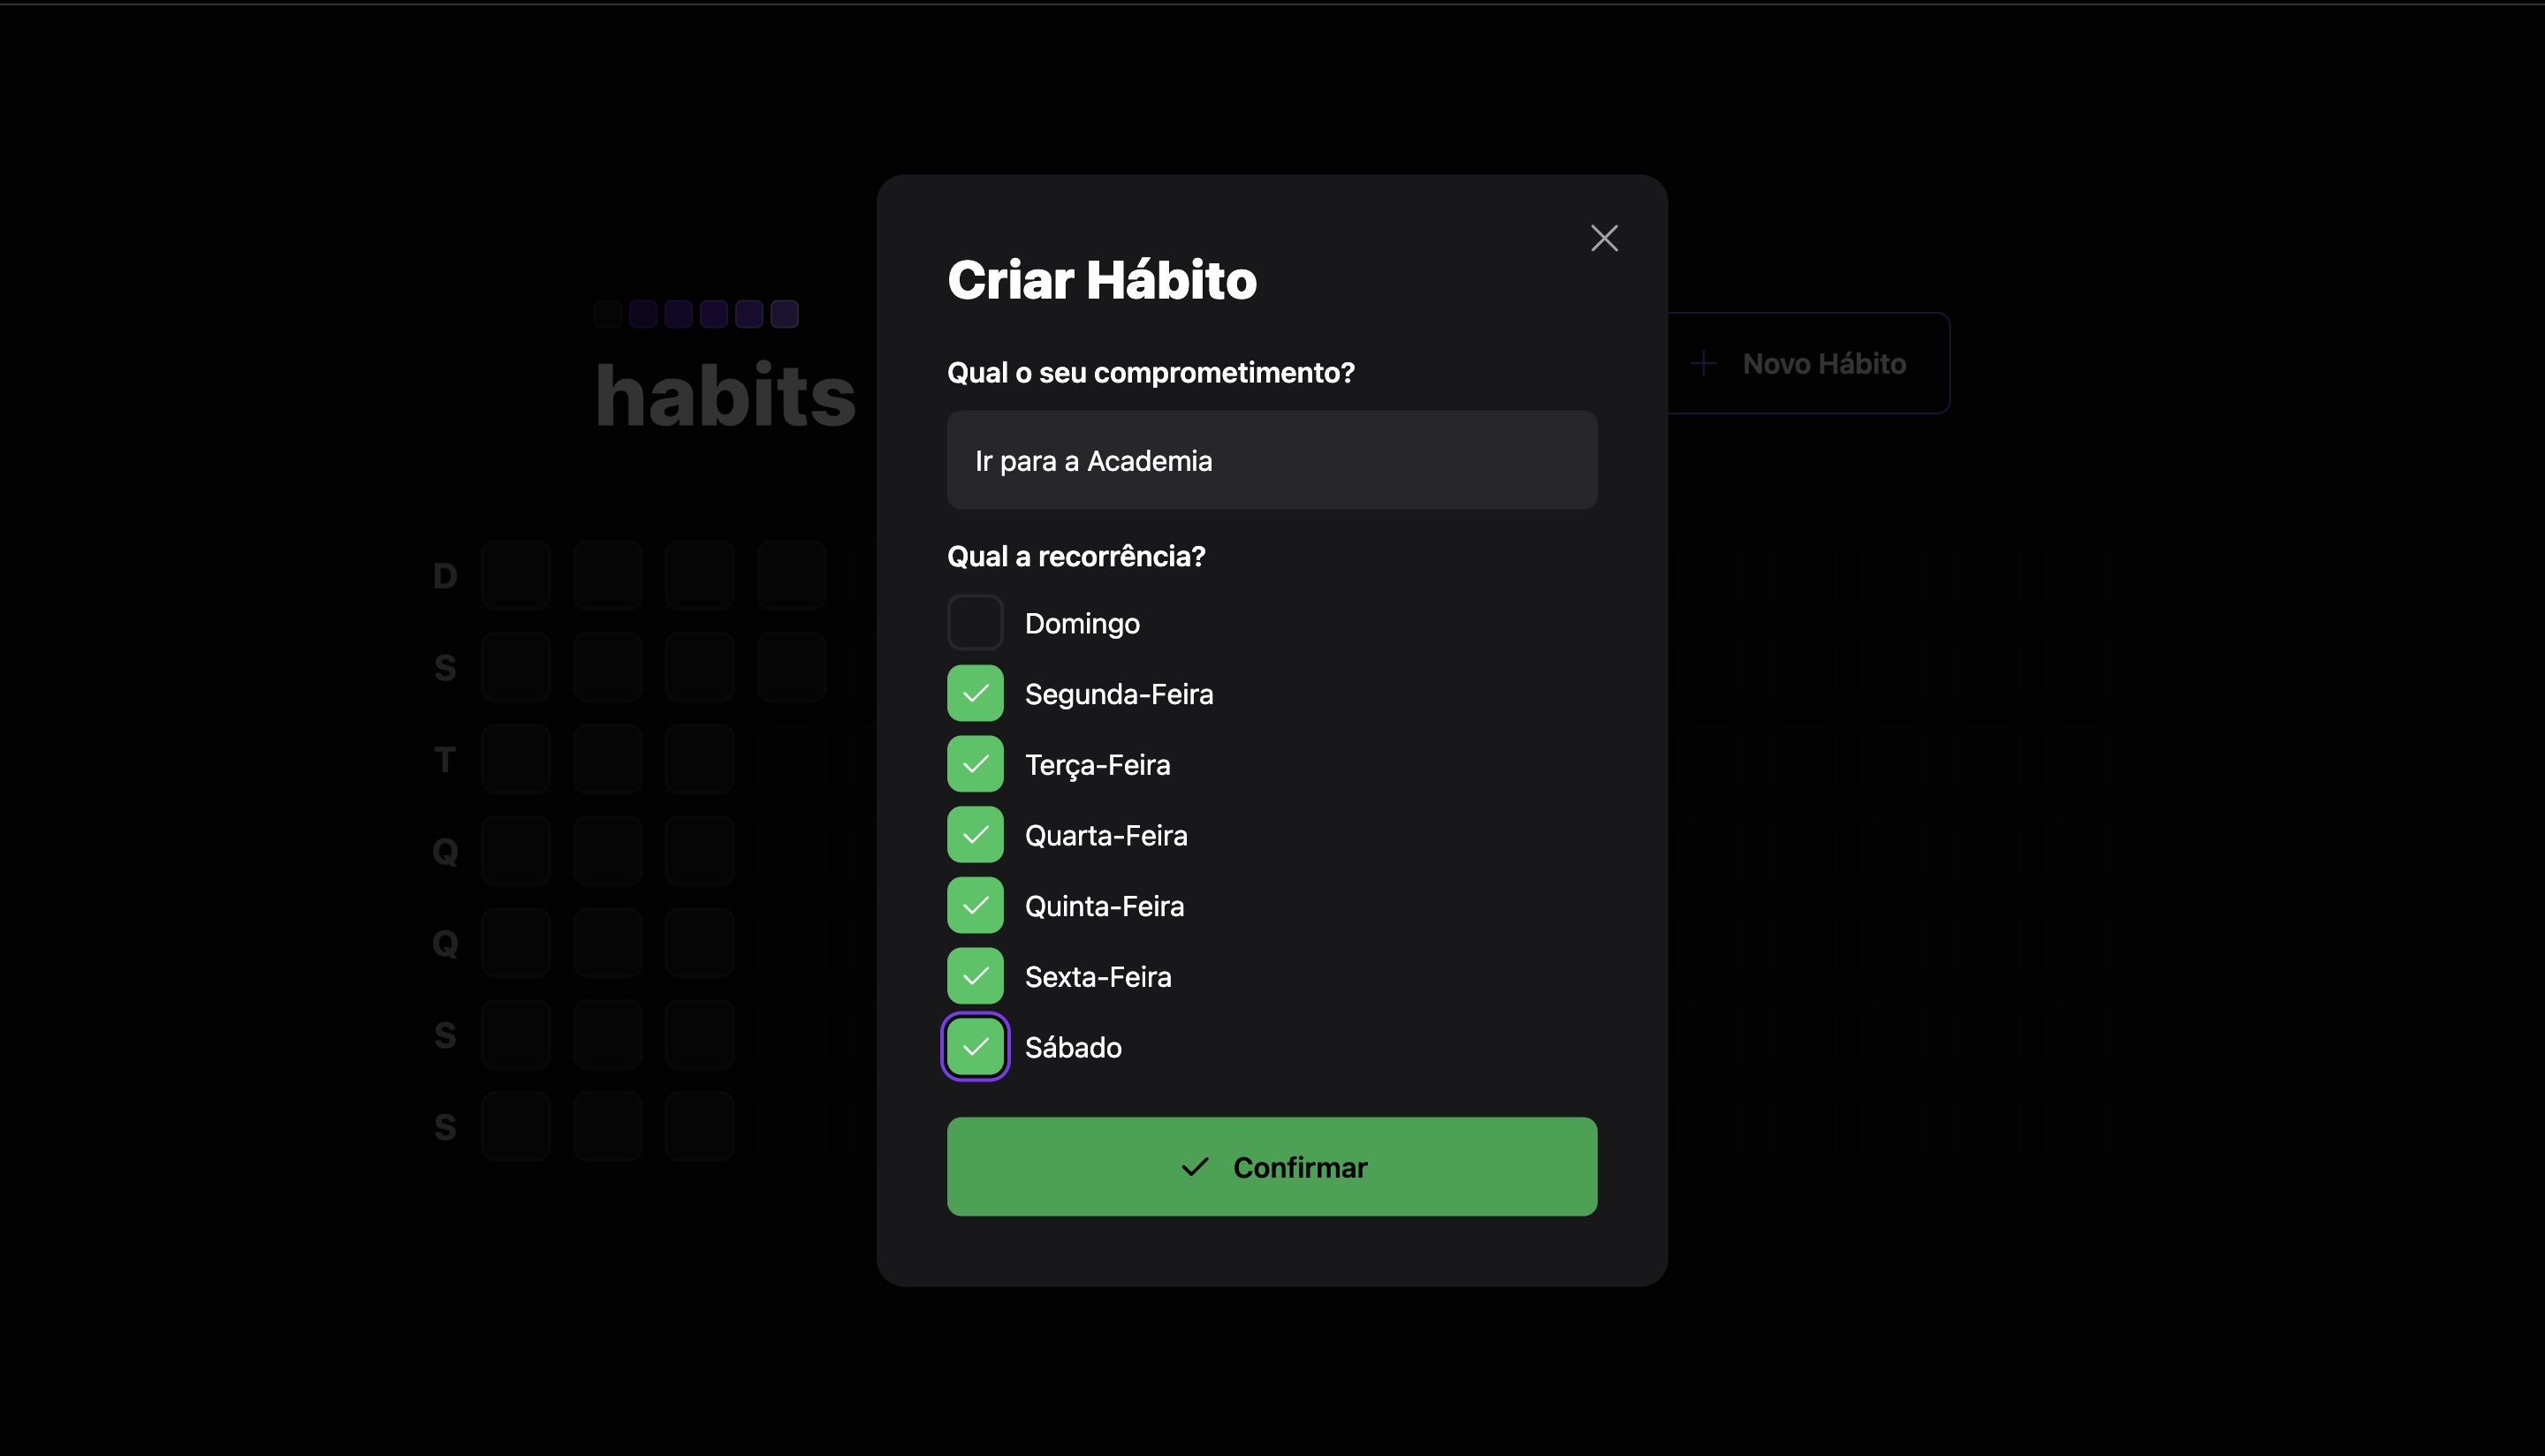 Criar Hábito
habits
Novo Hábito
Qual o seu comprometimento?
Ir para a Academia
Qual a recorrência?
Domingo
Segunda-Feira
Terça-Feira
Quarta-Feira
Quinta-Feira
Sexta-Feira
Sábado
Confirmar
D
S
T
Q
Q
S
S